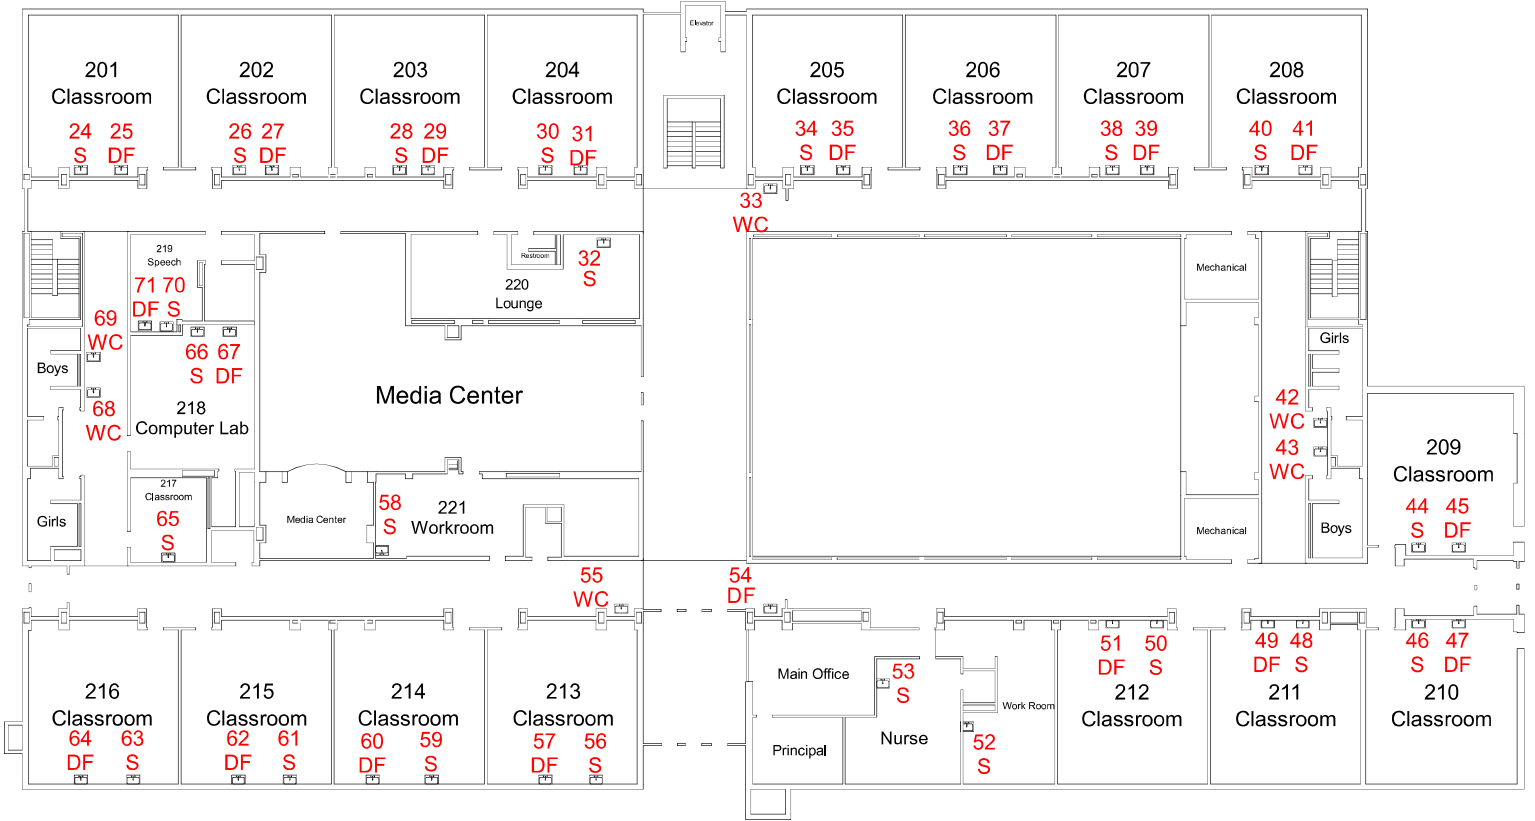 Elevator
201
Classroom
24
S
25
DF
202
Classroom
26
S
27
DF
203
Classroom
28
S
29
DF
204
Classroom
30
S
31
DF
205
Classroom
34
S
35
DF
206
Classroom
36
S
37
DF
207
Classroom
38
S
39
DF
208
Classroom
40
S
41
DF
33
WC
219
Speech
71
DF
70
S
69
WC
Boys
68
WC
66
S
67
DF
218
Computer Lab
Restroom
32
S
220
Lounge
Media Center
Mechanical
Girls
42
WC
43
WC
209
Classroom
44
S
45
DF
Girls
217
Classroom
65
S
Media Center
58
S
221
Workroom
Mechanical
Boys
55
WC
54
DF
216
Classroom
64
DF
63
S
215
Classroom
62
DF
61
S
214
Classroom
60
DF
59
S
213
Classroom
57
DF
56
S
Main Office
Principal
53
S
Nurse
Work Room
52
S
51
DF
50
S
212
Classroom
49
DF
48
S
211
Classroom
46
S
47
DF
210
Classroom